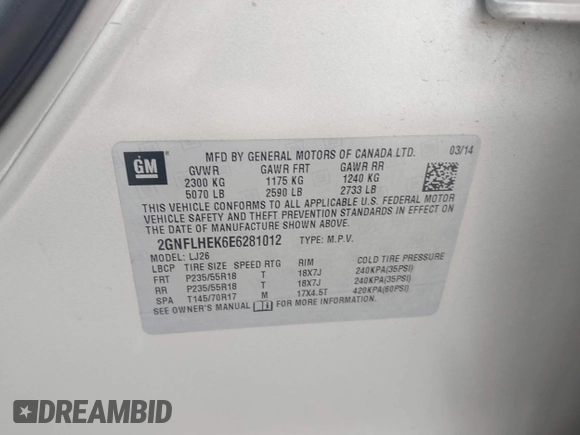 GM
MFD BY GENERAL MOTORS OF CANADA LTD. 03/14
GVWR GAWR FRT GAWR RR
2300 KG 1175 KG 1240 KG
5070 LB 2590 LB 2733 LB
THIS VEHICLE CONFORMS TO ALL APPLICABLE U.S. FEDERAL MOTOR
VEHICLE SAFETY AND THEFT PREVENTION STANDARDS IN EFFECT ON
THE DATE OF MANUFACTURE SHOWN ABOVE.
2GNFLHEK6E6281012 TYPE: M.P.V.
MODEL: LJ26
LBCP TIRE SIZE SPEED RTG RIM COLD TIRE PRESSURE
FRT P235/55R18 T 18X7J 240KPA(35PSI)
RR P235/55R18 T 18X7J 240KPA(35PSI)
SPA T145/70R17 M 17X4.5T 420KPA(60PSI)
SEE OWNER'S MANUAL FOR MORE INFORMATION.
DREAMBID